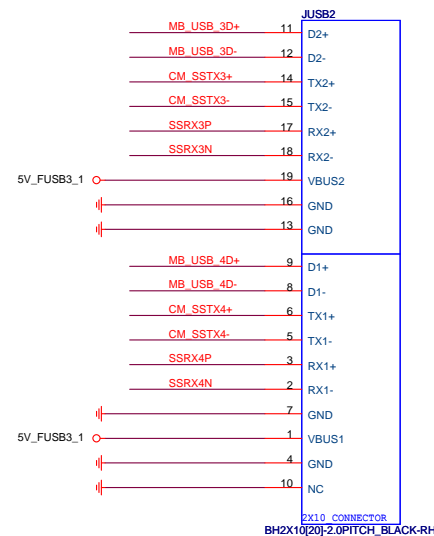 JUSB2
MB_USB_3D+ 11 D2+
MB_USB_3D- 12 D2-
CM_SSTX3+ 14 TX2+
CM_SSTX3- 15 TX2-
SSRX3P 17 RX2+
SSRX3N 18 RX2-
5V_FUSB3_1 19 VBUS2
16 GND
13 GND
MB_USB_4D+ 9 D1+
MB_USB_4D- 8 D1-
CM_SSTX4+ 6 TX1+
CM_SSTX4- 5 TX1-
SSRX4P 3 RX1+
SSRX4N 2 RX1-
7 GND
5V_FUSB3_1 1 VBUS1
4 GND
10 NC
2X10 CONNECTOR
BH2X10[20]-2.0PITCH_BLACK-RH